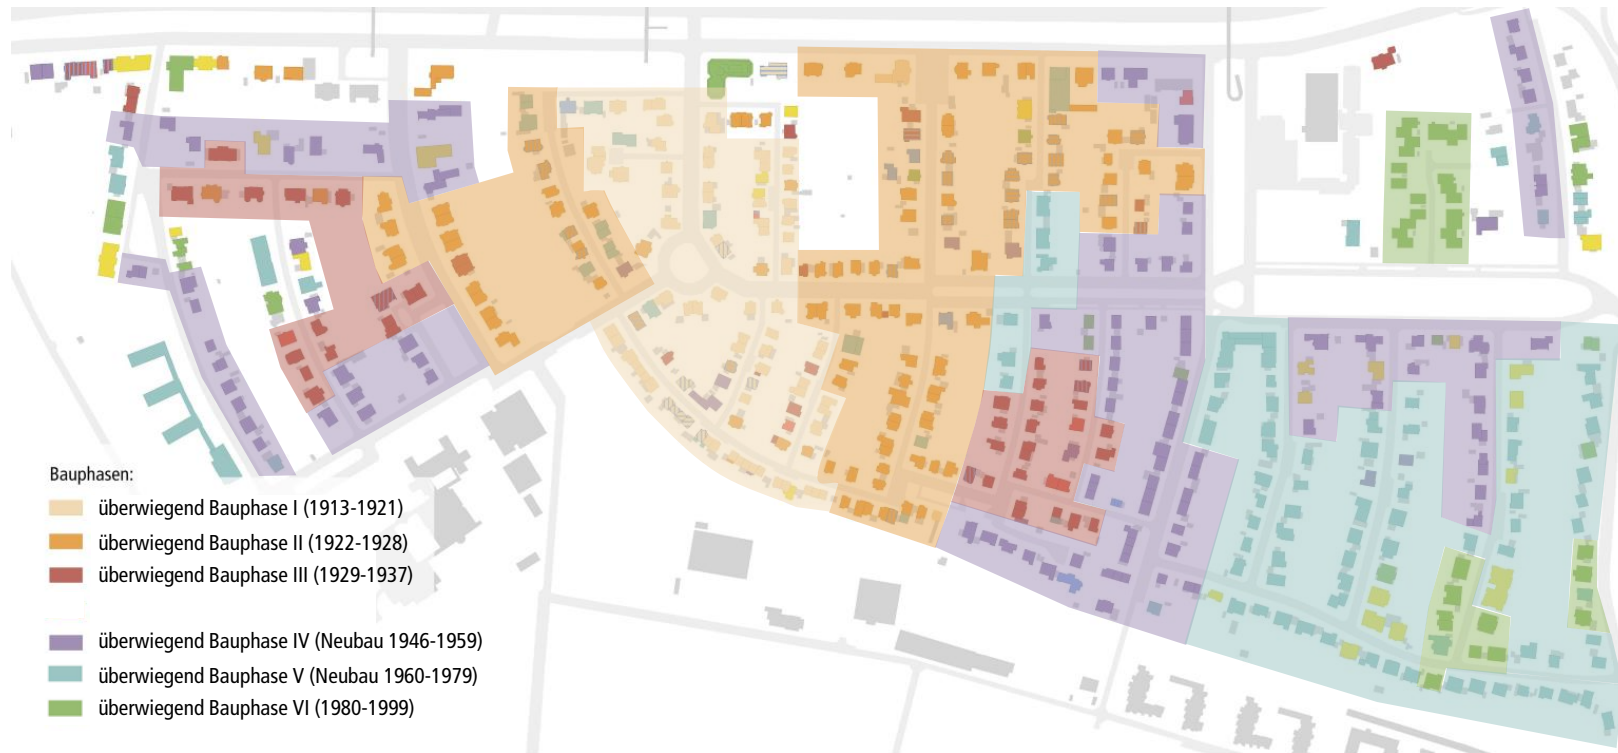 Bauphasen:
überwiegend Bauphase I (1913-1921)
überwiegend Bauphase II (1922-1928)
überwiegend Bauphase III (1929-1937)
überwiegend Bauphase IV (Neubau 1946-1959)
überwiegend Bauphase V (Neubau 1960-1979)
überwiegend Bauphase VI (1980-1999)